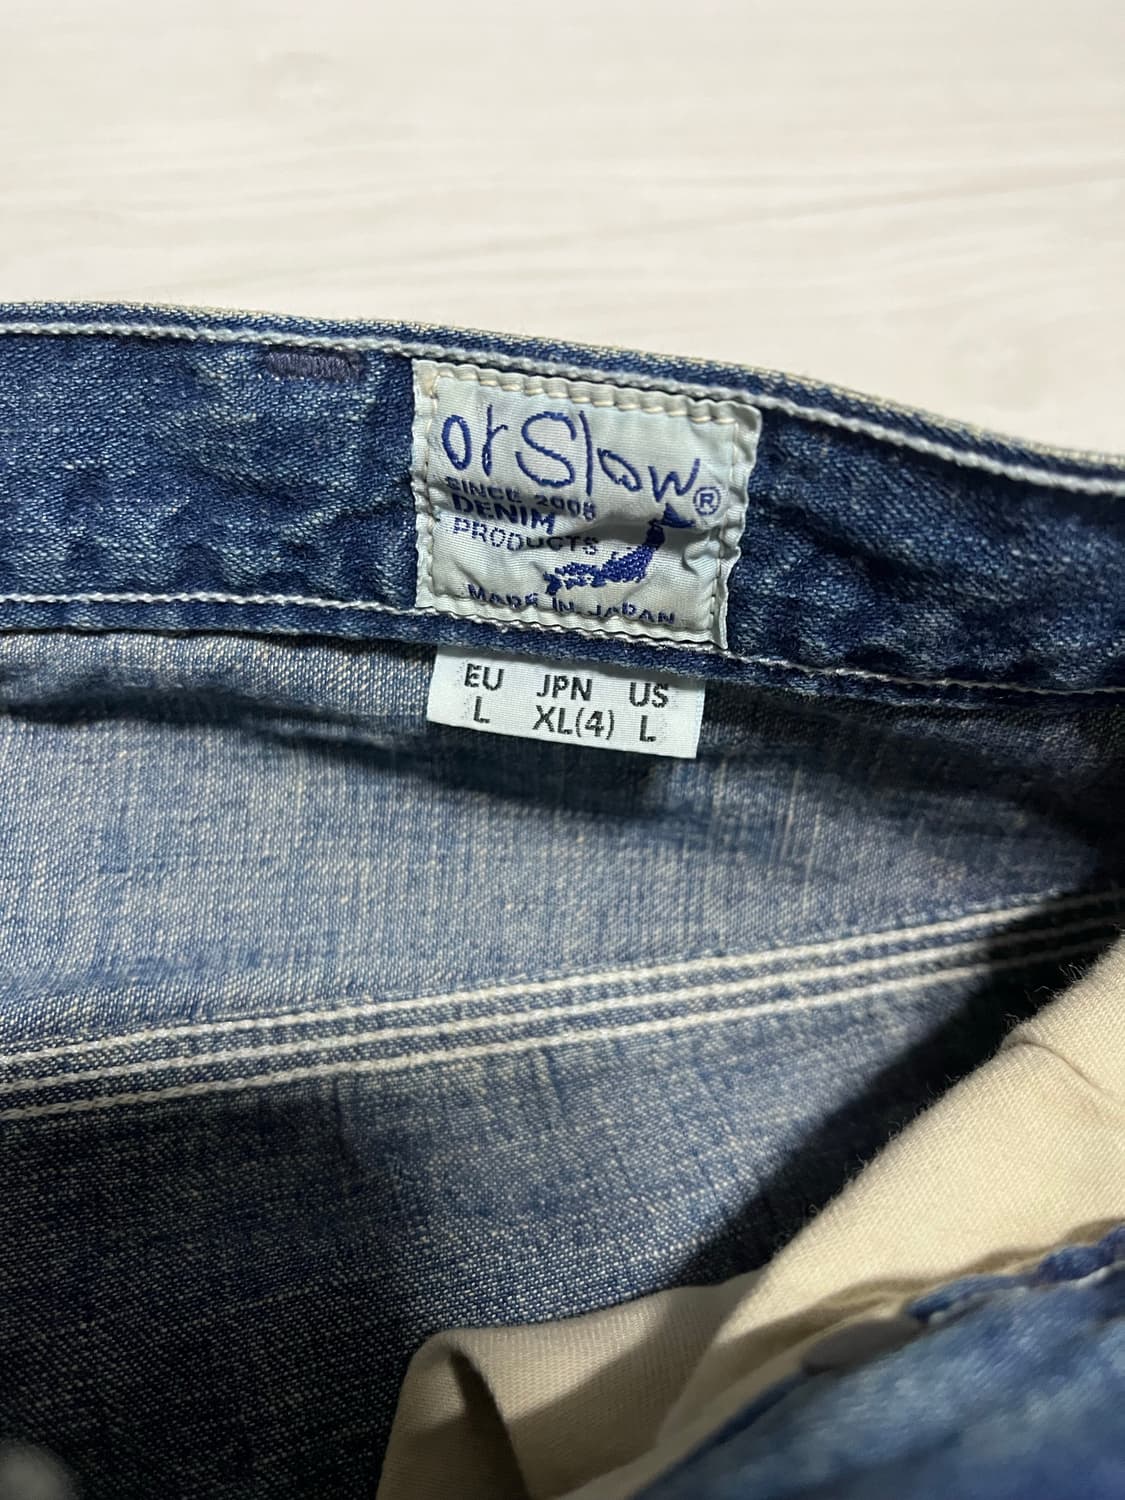 orSlow®
SINCE 2008
DENIM
PRODUCTS
MADE IN JAPAN
EU JPN US
L XL(4) L